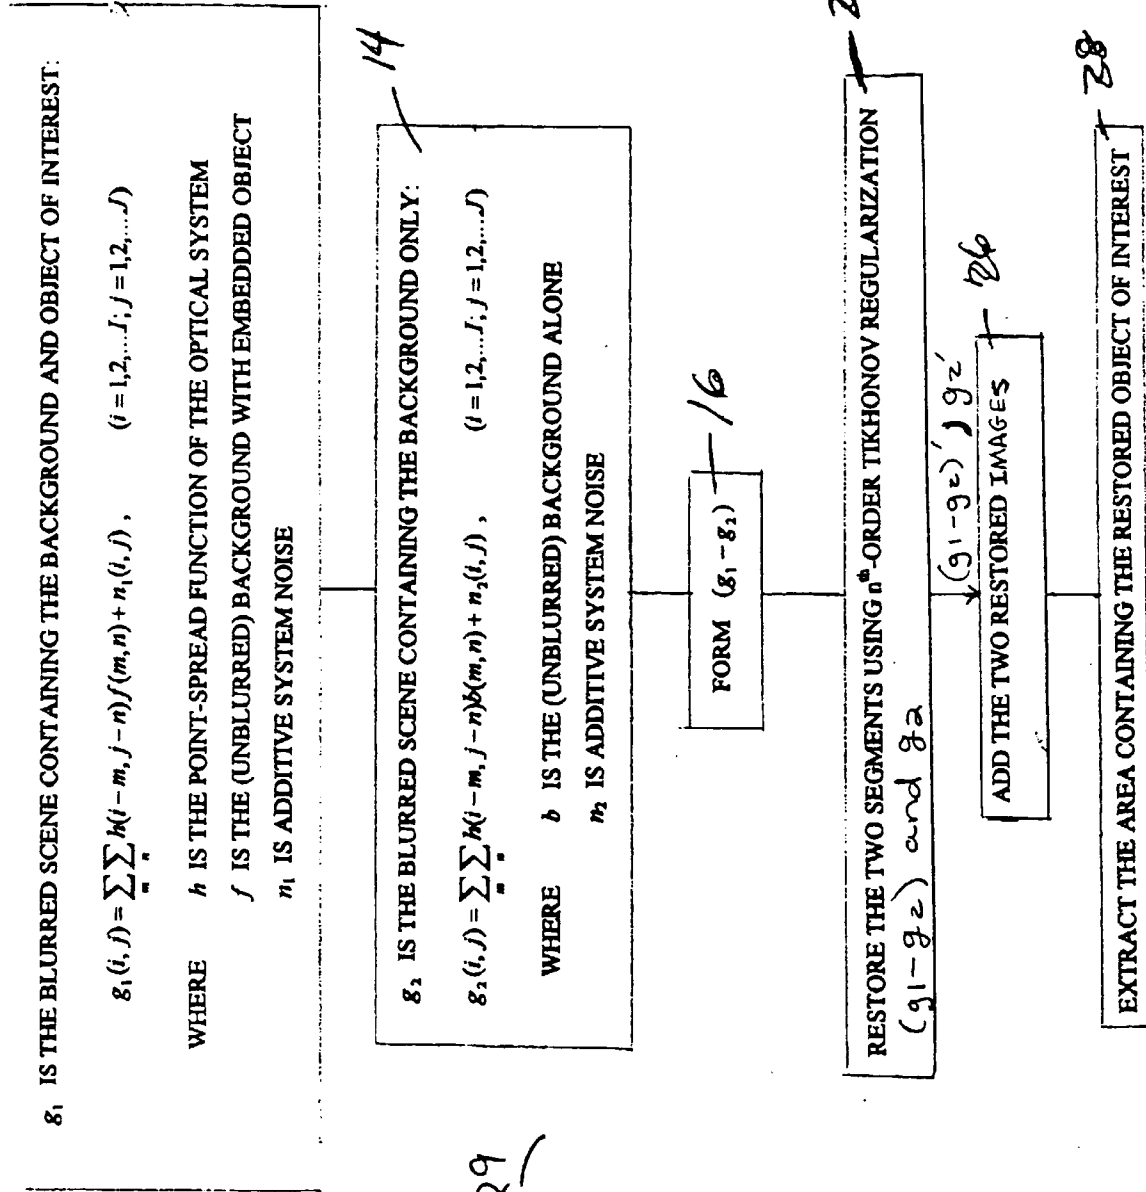 g₁ IS THE BLURRED SCENE CONTAINING THE BACKGROUND AND OBJECT OF INTEREST:
g₁(i, j) = ∑∑ h(i − m, j − n) f(m, n) + n₁(i, j), (i = 1,2,...I; j = 1,2,...J)
m n
WHERE h IS THE POINT-SPREAD FUNCTION OF THE OPTICAL SYSTEM
f IS THE (UNBLURRED) BACKGROUND WITH EMBEDDED OBJECT
n₁ IS ADDITIVE SYSTEM NOISE
14
g₂ IS THE BLURRED SCENE CONTAINING THE BACKGROUND ONLY:
g₂(i, j) = ∑∑ h(i − m, j − n)b(m, n) + n₂(i, j), (i = 1,2,...I; j = 1,2,...J)
m n
WHERE b IS THE (UNBLURRED) BACKGROUND ALONE
n₂ IS ADDITIVE SYSTEM NOISE
29
FORM (g₁ − g₂)
16
RESTORE THE TWO SEGMENTS USING nth-ORDER TIKHONOV REGULARIZATION
(g1−g2) and g2
(g1−g2)′, g2′
ADD THE TWO RESTORED IMAGES
26
EXTRACT THE AREA CONTAINING THE RESTORED OBJECT OF INTEREST
28